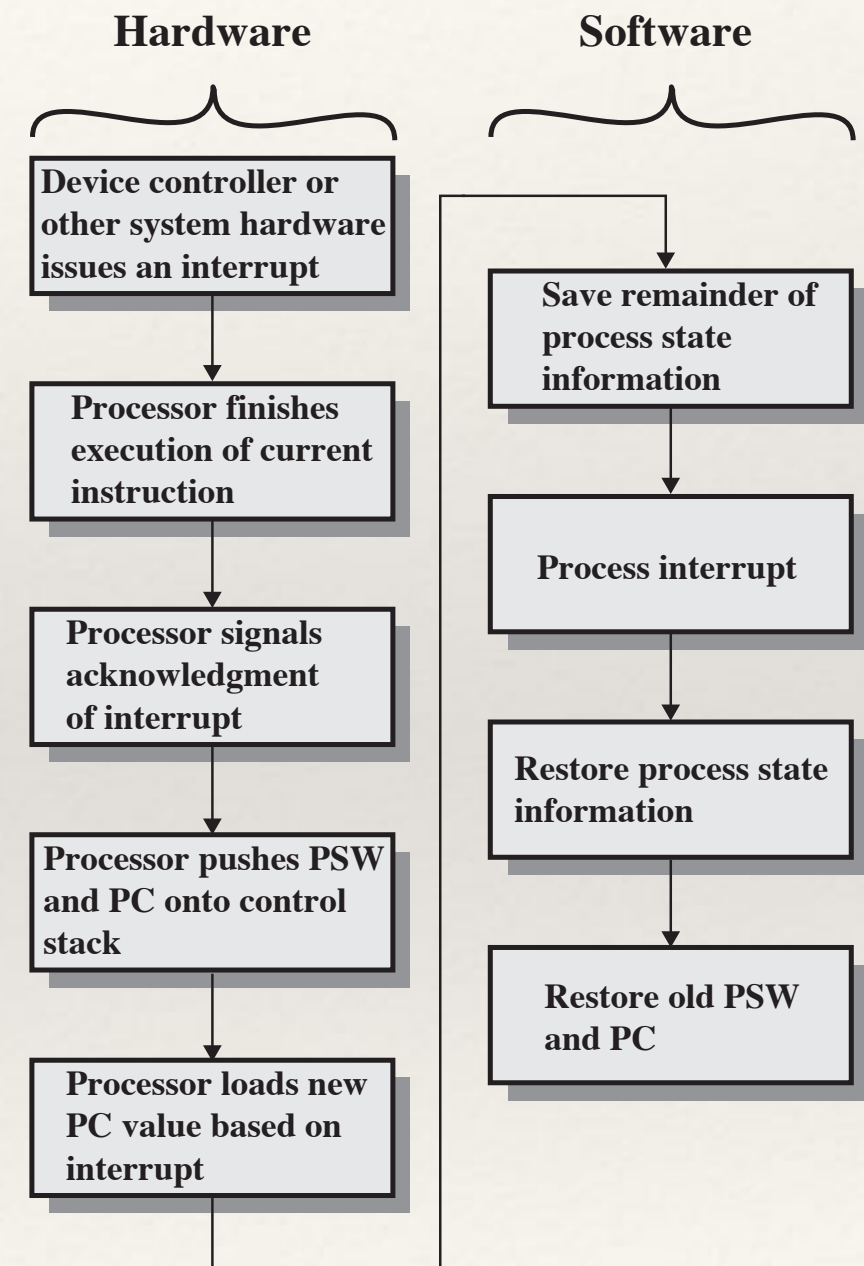 Hardware
Device controller or
other system hardware
issues an interrupt
Processor finishes
execution of current
instruction
Processor signals
acknowledgment
of interrupt
Processor pushes PSW
and PC onto control
stack
Processor loads new
PC value based on
interrupt
Software
Save remainder of
process state
information
Process interrupt
Restore process state
information
Restore old PSW
and PC